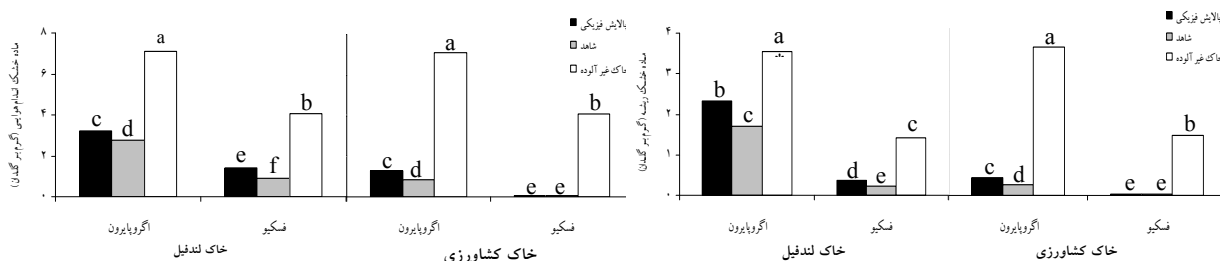 پالایش فیزیکی
شاهد
خاک غیر آلوده
ماده خشک اندام هوایی (گرم بر گلدان)
۸
۶
۴
۲
۰
a
c
d
b
e
f
a
c
d
b
e
e
اگروپایرون
فسکیو
اگروپایرون
فسکیو
خاک لندفیل
خاک کشاورزی
پالایش فیزیکی
شاهد
خاک غیر آلوده
ماده خشک ریشه (گرم بر گلدان)
۴
۳
۲
۱
۰
a
b
c
c
d
e
a
c
d
b
e
e
اگروپایرون
فسکیو
اگروپایرون
فسکیو
خاک لندفیل
خاک کشاورزی